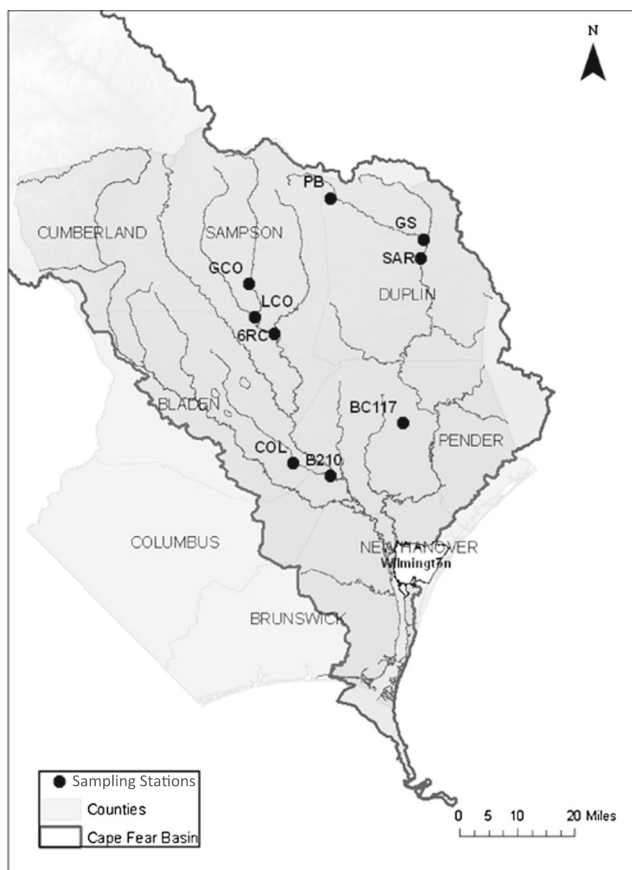 N
PB
GS
CUMBERLAND
SAMPSON
SAR
GCO
DUPLIN
LCO
6RC
BLADEN
BC117
PENDER
COL
B210
COLUMBUS
NEW HANOVER
Wilmington
BRUNSWICK
Sampling Stations
Counties
Cape Fear Basin
0 5 10 20 Miles